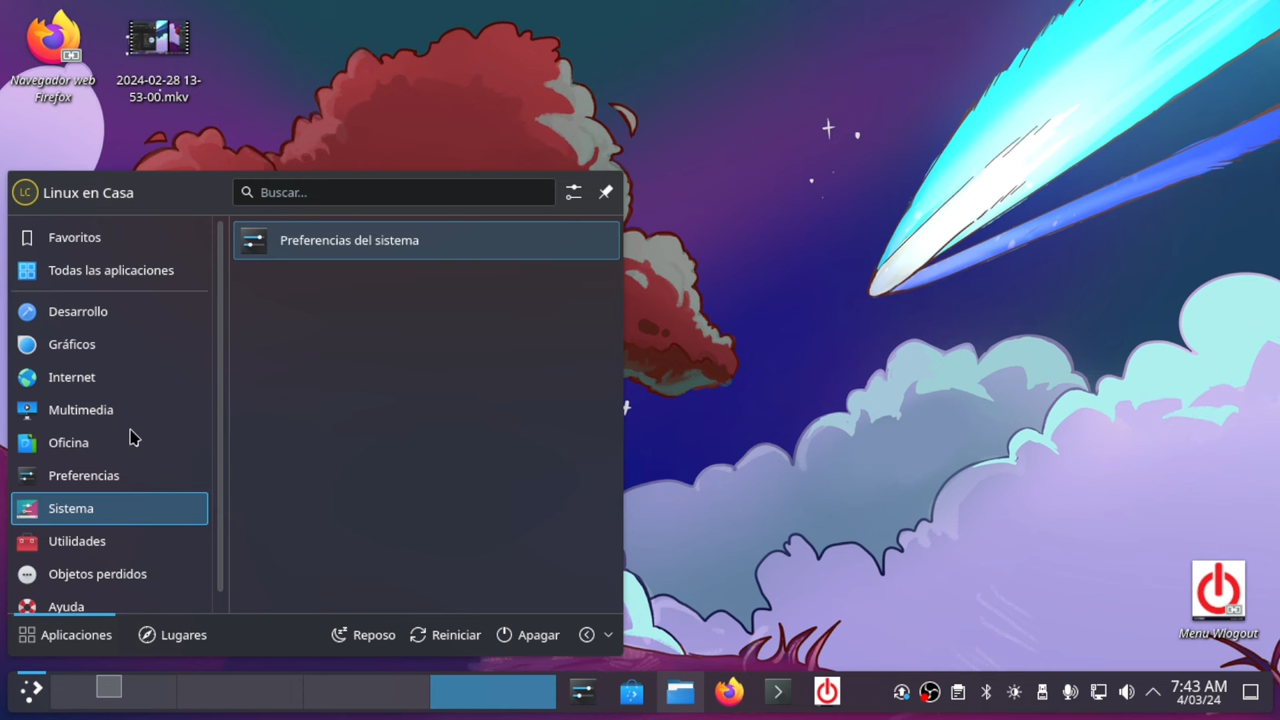 Navegador web
Firefox
2024-02-28 13-
53-00.mkv
LC
Linux en Casa
Buscar...
Favoritos
Todas las aplicaciones
Desarrollo
Gráficos
Internet
Multimedia
Oficina
Preferencias
Sistema
Utilidades
Objetos perdidos
Ayuda
Preferencias del sistema
Aplicaciones
Lugares
Reposo
Reiniciar
Apagar
Menu Wlogout
7:43 AM
4/03/24